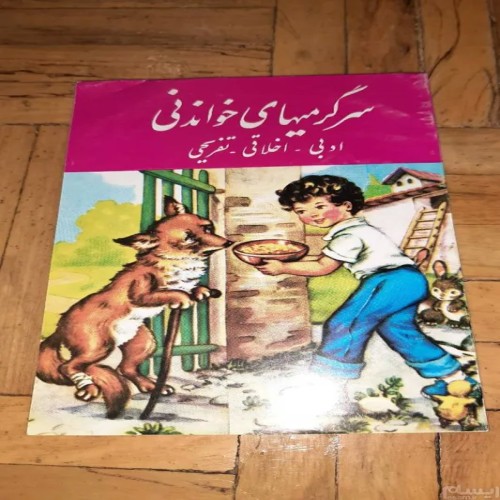 سرگرمیهای خواندنی
ادبی - اخلاقی - تفریحی